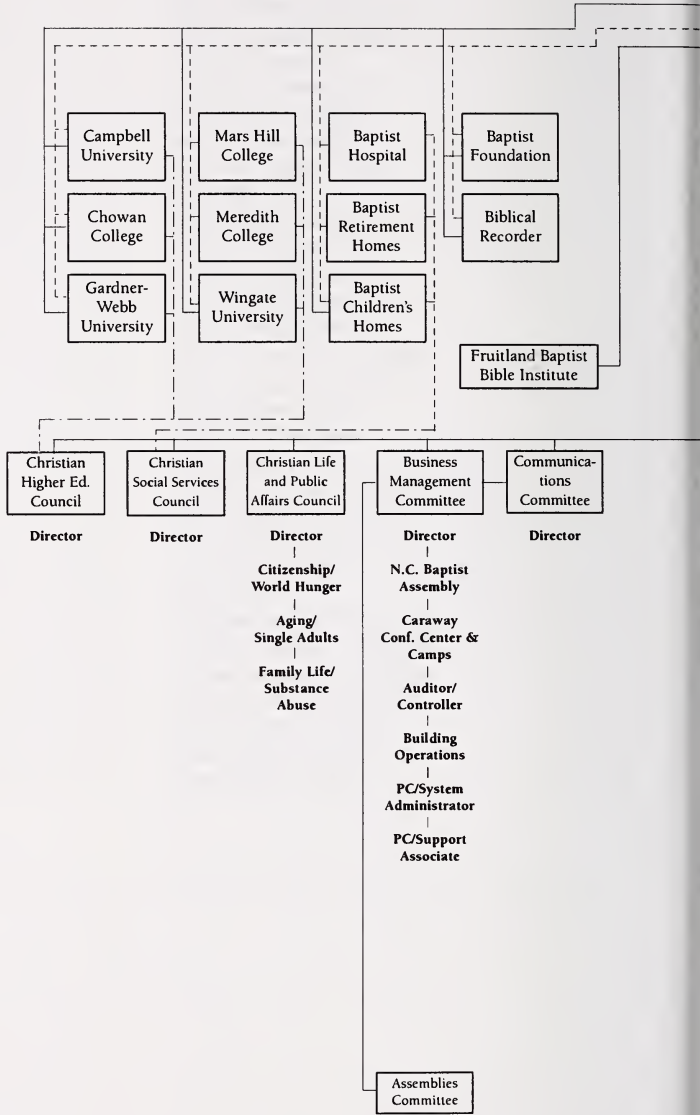 Campbell
University
Mars Hill
College
Baptist
Hospital
Baptist
Foundation
Chowan
College
Meredith
College
Baptist
Retirement
Homes
Biblical
Recorder
Gardner-
Webb
University
Wingate
University
Baptist
Children's
Homes
Fruitland Baptist
Bible Institute
Christian
Higher Ed.
Council
Director
Christian
Social Services
Council
Director
Christian Life
and Public
Affairs Council
Director
Citizenship/
World Hunger
Aging/
Single Adults
Family Life/
Substance
Abuse
Business
Management
Committee
Director
N.C. Baptist
Assembly
Caraway
Conf. Center &
Camps
Auditor/
Controller
Building
Operations
PC/System
Administrator
PC/Support
Associate
Communica-
tions
Committee
Director
Assemblies
Committee